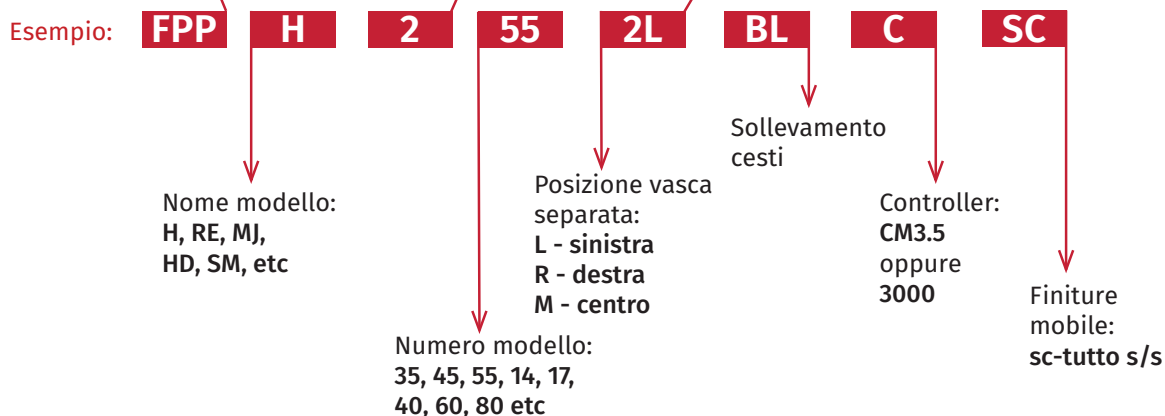 Esempio: FPP H 2 55 2L BL C SC
Sollevamento
cesti
Nome modello:
H, RE, MJ,
HD, SM, etc
Posizione vasca
separata:
L - sinistra
R - destra
M - centro
Controller:
CM3.5
oppure
3000
Finiture
mobile:
sc-tutto s/s
Numero modello:
35, 45, 55, 14, 17,
40, 60, 80 etc